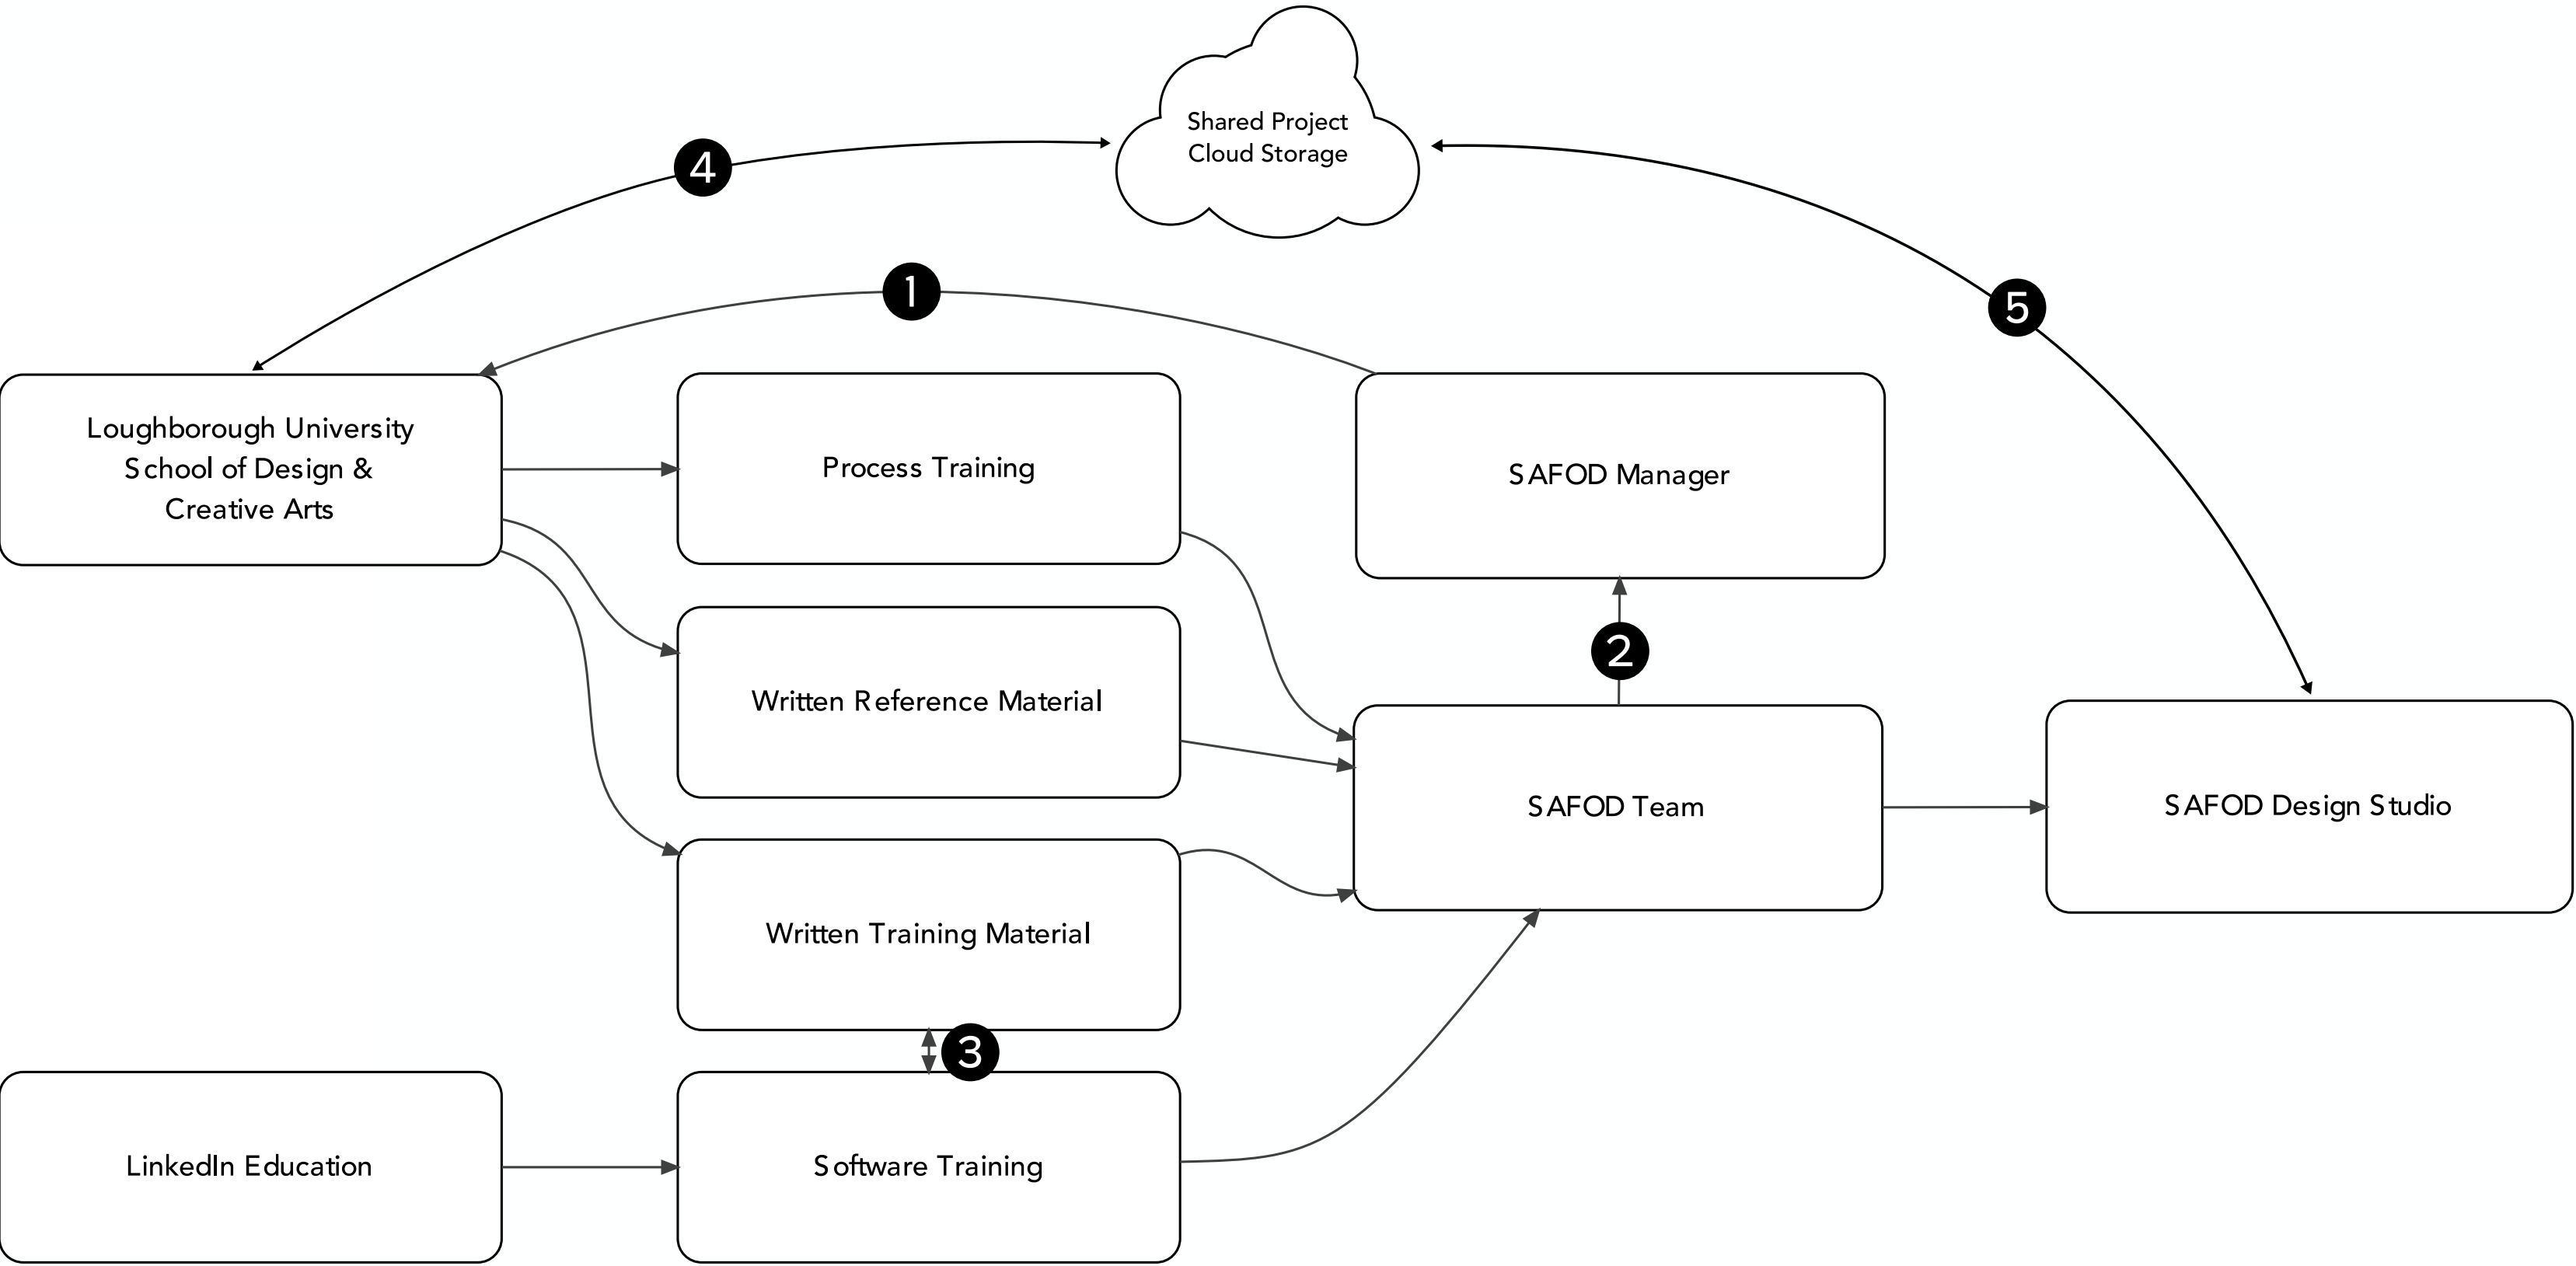 Shared Project
Cloud Storage
4
1
5
Loughborough University
School of Design &
Creative Arts
Process Training
SAFOD Manager
2
Written Reference Material
SAFOD Team
SAFOD Design Studio
Written Training Material
3
LinkedIn Education
Software Training